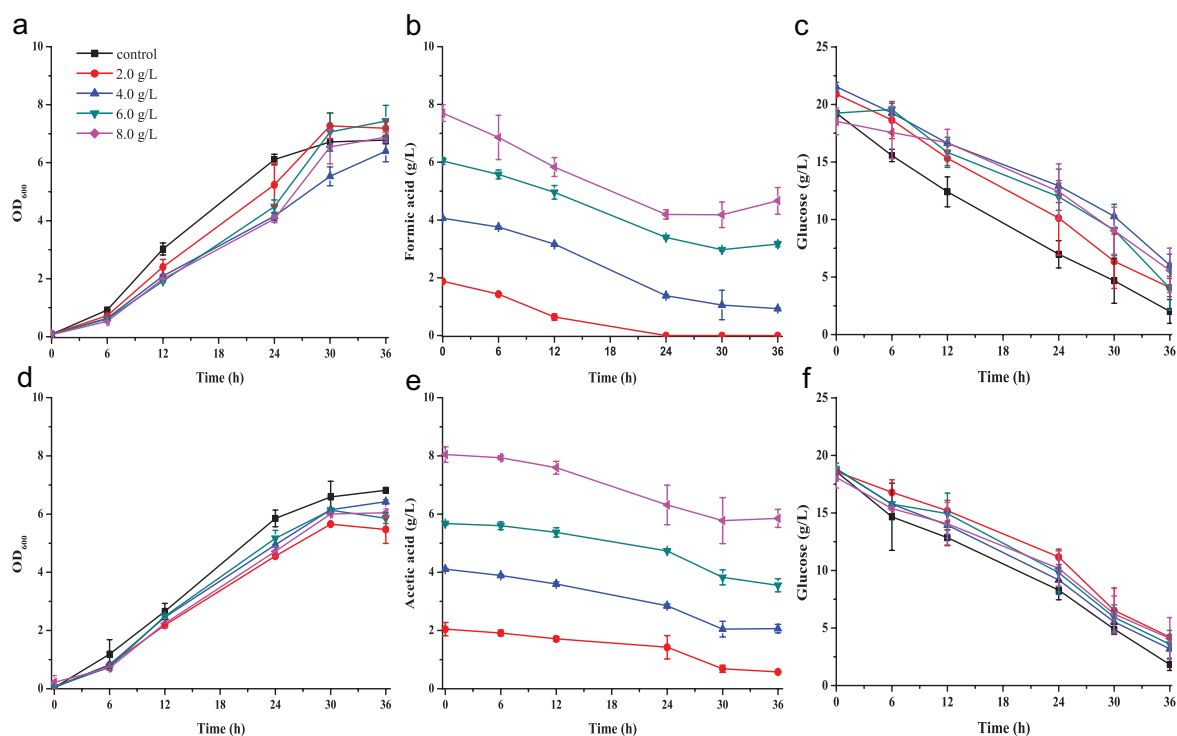 a
b
c
control
2.0 g/L
4.0 g/L
6.0 g/L
8.0 g/L
OD600
10
8
6
4
2
0
0 6 12 18 24 30 36
Time (h)
Formic acid (g/L)
10
8
6
4
2
0
0 6 12 18 24 30 36
Time (h)
Glucose (g/L)
25
20
15
10
5
0
0 6 12 18 24 30 36
Time (h)
d
e
f
OD600
10
8
6
4
2
0
0 6 12 18 24 30 36
Time (h)
Acetic acid (g/L)
10
8
6
4
2
0
0 6 12 18 24 30 36
Time (h)
Glucose (g/L)
25
20
15
10
5
0
0 6 12 18 24 30 36
Time (h)